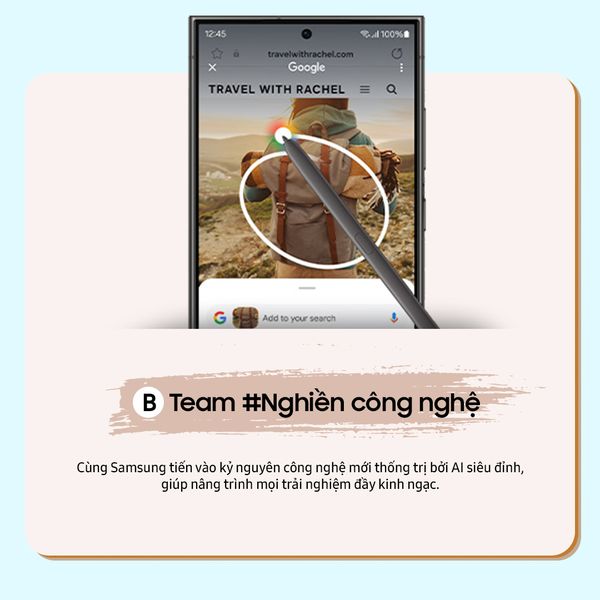 12:45
100%
travelwithrachel.com
Google
TRAVEL WITH RACHEL
G Add to your search
B Team #Nghiền công nghệ
Cùng Samsung tiến vào kỷ nguyên công nghệ mới thống trị bởi AI siêu đỉnh,
giúp nâng trình mọi trải nghiệm đầy kinh ngạc.